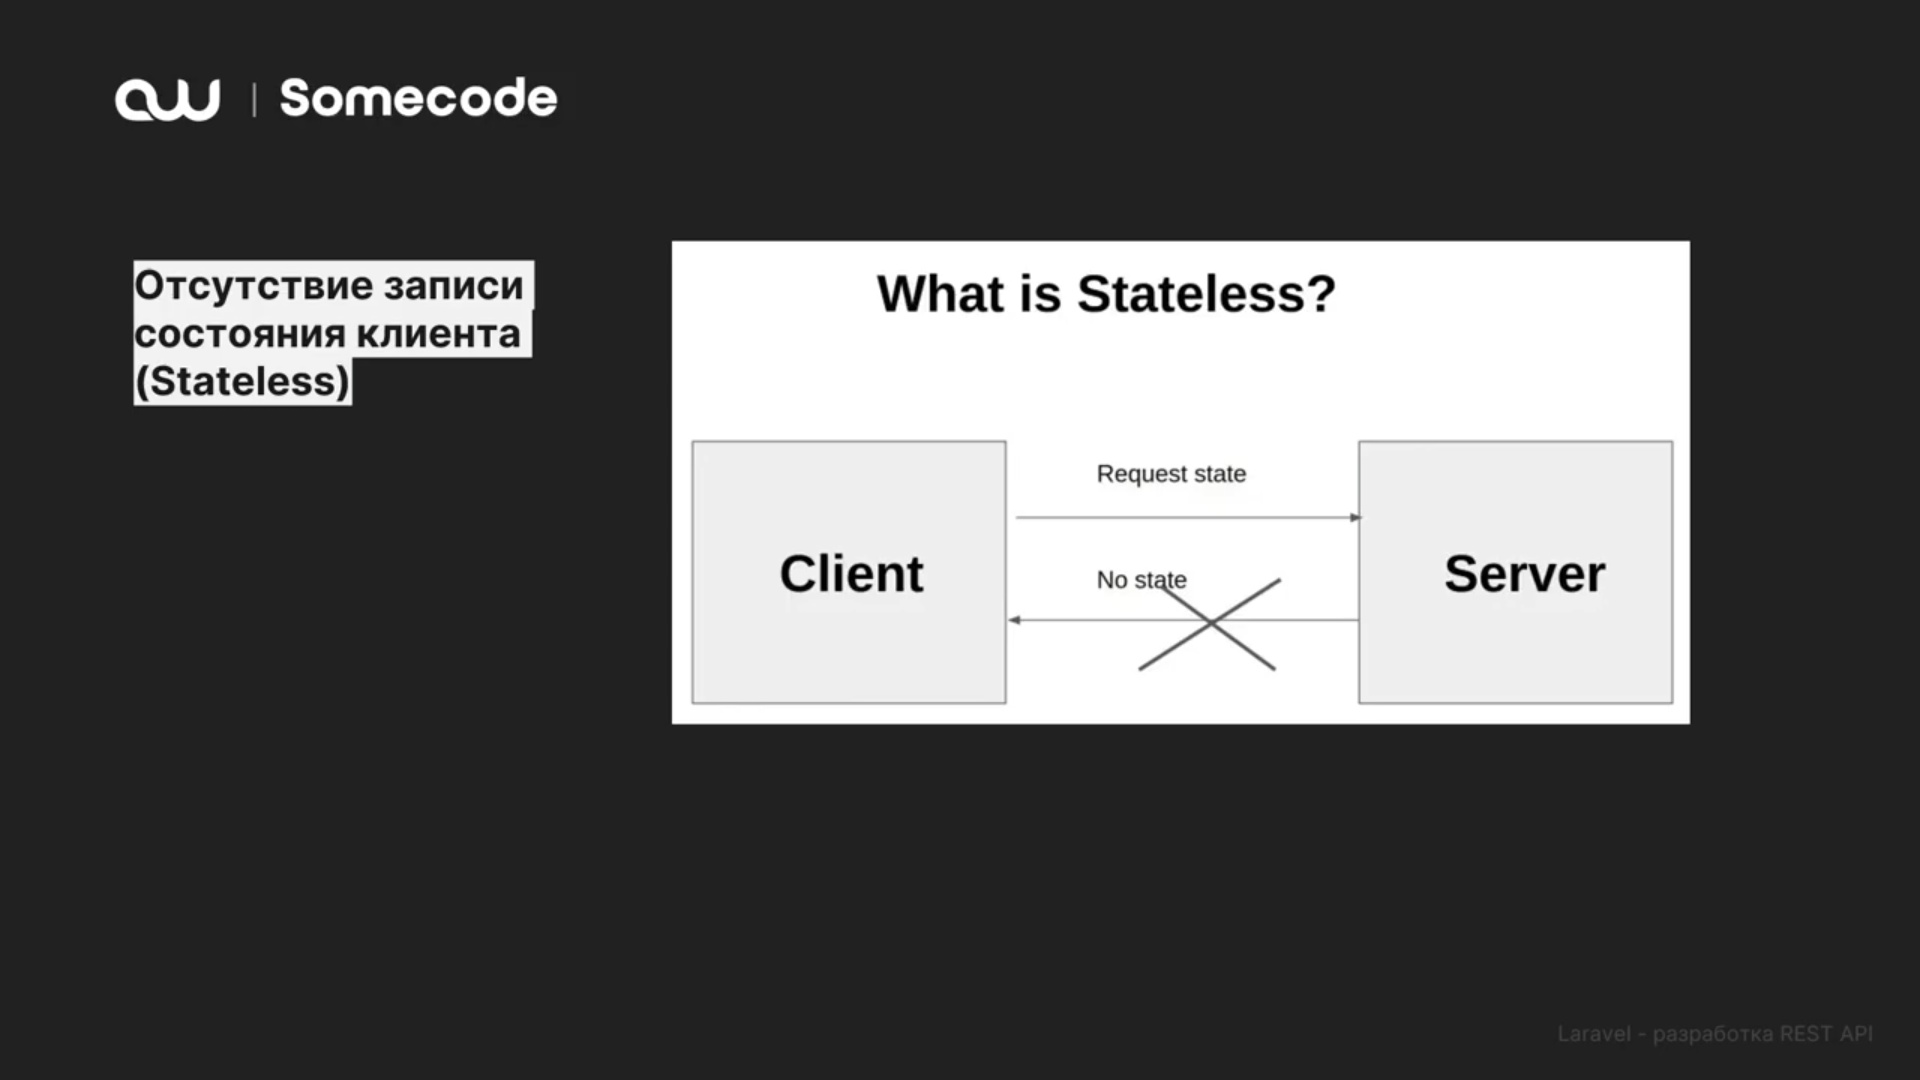 aw | Somecode
Отсутствие записи
состояния клиента
(Stateless)
What is Stateless?
Request state
No state
Client
Server
Laravel - разработка REST API